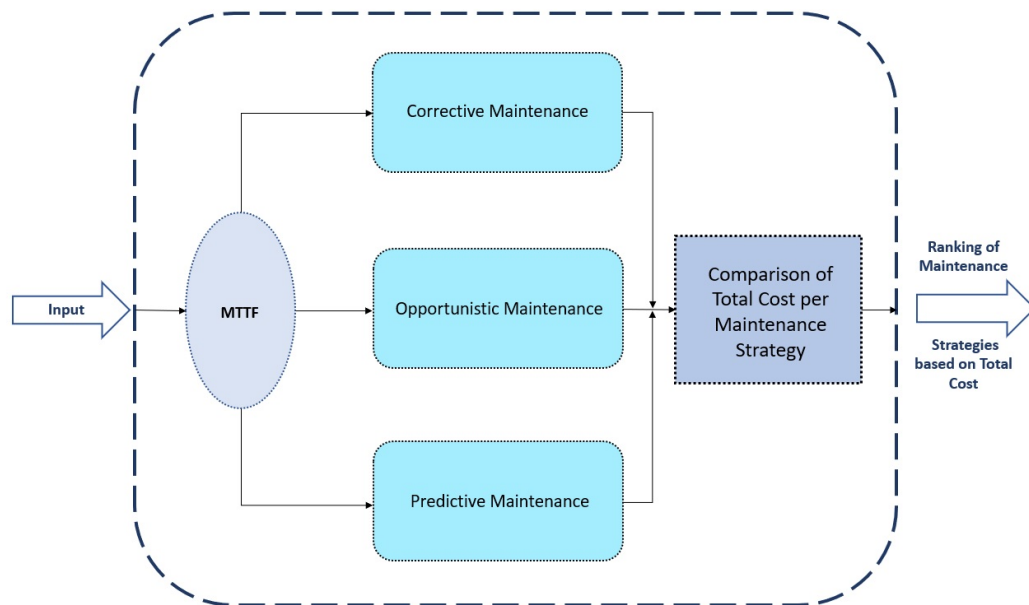 Input
MTTF
Corrective Maintenance
Opportunistic Maintenance
Predictive Maintenance
Comparison of
Total Cost per
Maintenance
Strategy
Ranking of
Maintenance
Strategies
based on Total
Cost